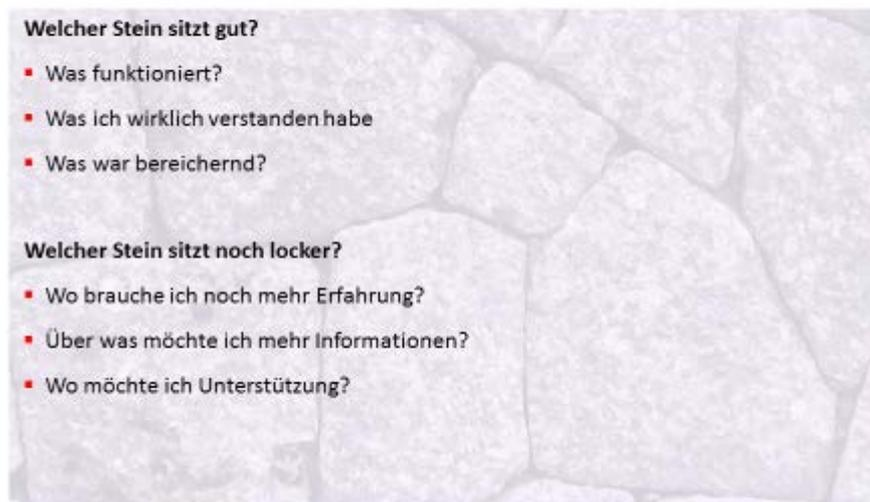 Welcher Stein sitzt gut?
▪ Was funktioniert?
▪ Was ich wirklich verstanden habe
▪ Was war bereichernd?
Welcher Stein sitzt noch locker?
▪ Wo brauche ich noch mehr Erfahrung?
▪ Über was möchte ich mehr Informationen?
▪ Wo möchte ich Unterstützung?